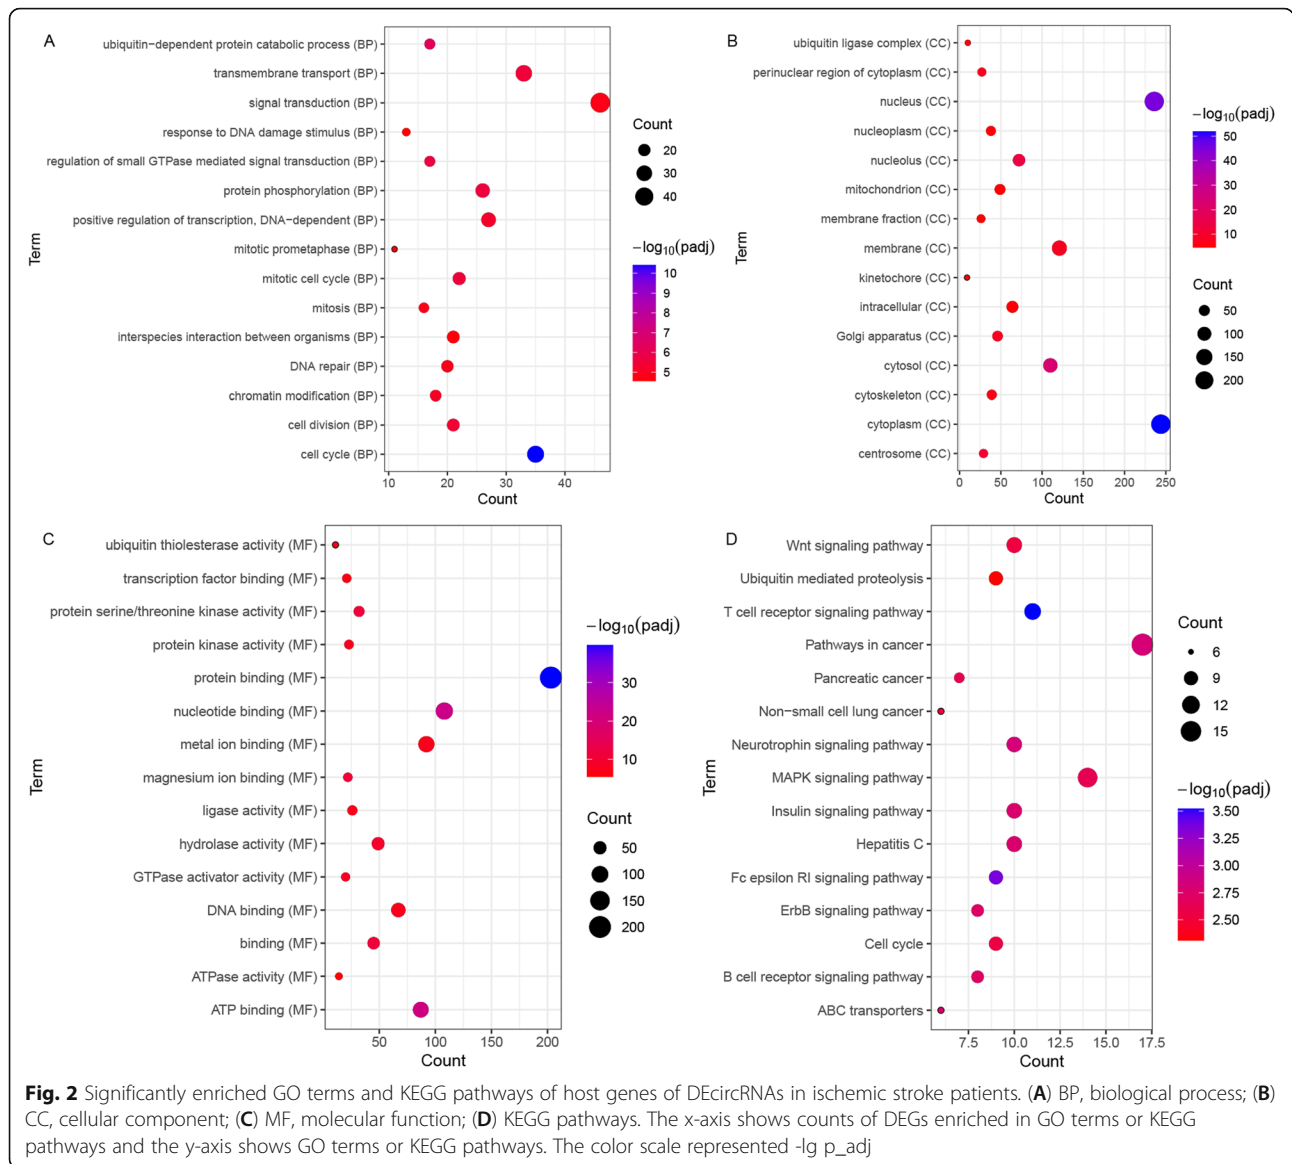 A
ubiquitin−dependent protein catabolic process (BP)
transmembrane transport (BP)
signal transduction (BP)
response to DNA damage stimulus (BP)
regulation of small GTPase mediated signal transduction (BP)
protein phosphorylation (BP)
positive regulation of transcription, DNA−dependent (BP)
mitotic prometaphase (BP)
mitotic cell cycle (BP)
mitosis (BP)
interspecies interaction between organisms (BP)
DNA repair (BP)
chromatin modification (BP)
cell division (BP)
cell cycle (BP)
Term
10 20 30 40
Count
Count
20
30
40
−log10(padj)
10
9
8
7
6
5
B
ubiquitin ligase complex (CC)
perinuclear region of cytoplasm (CC)
nucleus (CC)
nucleoplasm (CC)
nucleolus (CC)
mitochondrion (CC)
membrane fraction (CC)
membrane (CC)
kinetochore (CC)
intracellular (CC)
Golgi apparatus (CC)
cytosol (CC)
cytoskeleton (CC)
cytoplasm (CC)
centrosome (CC)
Term
0 50 100 150 200 250
Count
−log10(padj)
50
40
30
20
10
Count
50
100
150
200
C
ubiquitin thiolesterase activity (MF)
transcription factor binding (MF)
protein serine/threonine kinase activity (MF)
protein kinase activity (MF)
protein binding (MF)
nucleotide binding (MF)
metal ion binding (MF)
magnesium ion binding (MF)
ligase activity (MF)
hydrolase activity (MF)
GTPase activator activity (MF)
DNA binding (MF)
binding (MF)
ATPase activity (MF)
ATP binding (MF)
Term
50 100 150 200
Count
−log10(padj)
30
20
10
Count
50
100
150
200
D
Wnt signaling pathway
Ubiquitin mediated proteolysis
T cell receptor signaling pathway
Pathways in cancer
Pancreatic cancer
Non−small cell lung cancer
Neurotrophin signaling pathway
MAPK signaling pathway
Insulin signaling pathway
Hepatitis C
Fc epsilon RI signaling pathway
ErbB signaling pathway
Cell cycle
B cell receptor signaling pathway
ABC transporters
Term
7.5 10.0 12.5 15.0 17.5
Count
Count
6
9
12
15
−log10(padj)
3.50
3.25
3.00
2.75
2.50
Fig. 2 Significantly enriched GO terms and KEGG pathways of host genes of DEcircRNAs in ischemic stroke patients. (A) BP, biological process; (B)
CC, cellular component; (C) MF, molecular function; (D) KEGG pathways. The x-axis shows counts of DEGs enriched in GO terms or KEGG
pathways and the y-axis shows GO terms or KEGG pathways. The color scale represented -lg p_adj